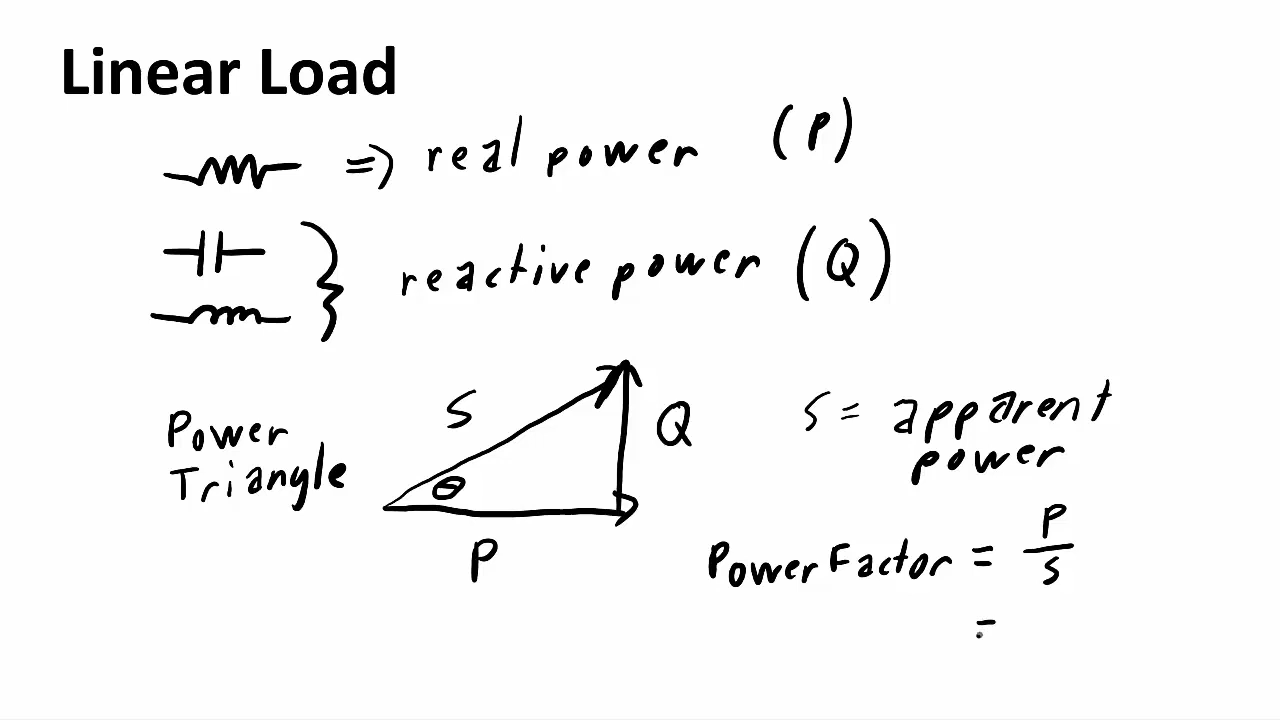 Linear Load
=> real power (P)
reactive power (Q)
Power
Triangle
S
Q
θ
P
S = apparent
power
Power Factor = P
S
=